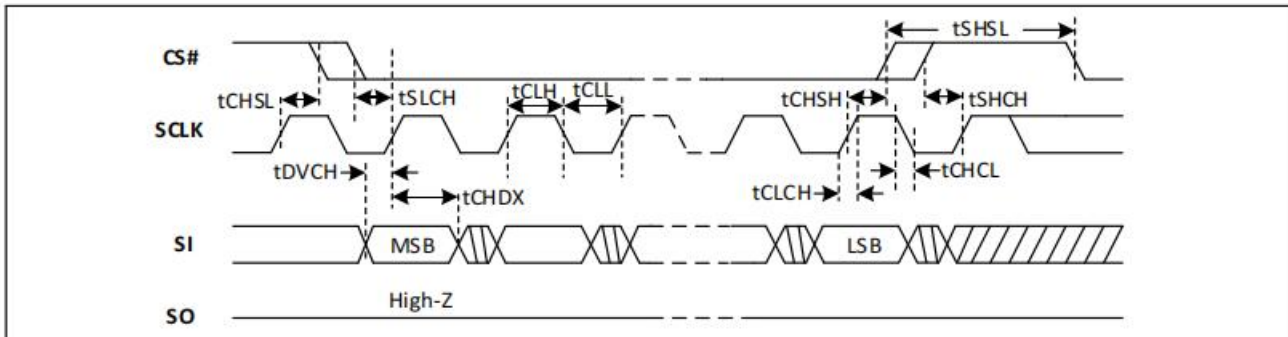 tSHSL
CS#
tCHSL
tSLCH
tCLH
tCLL
tCHSH
tSHCH
SCLK
tDVCH
tCHDX
tCLCH
tCHCL
SI
MSB
LSB
High-Z
SO